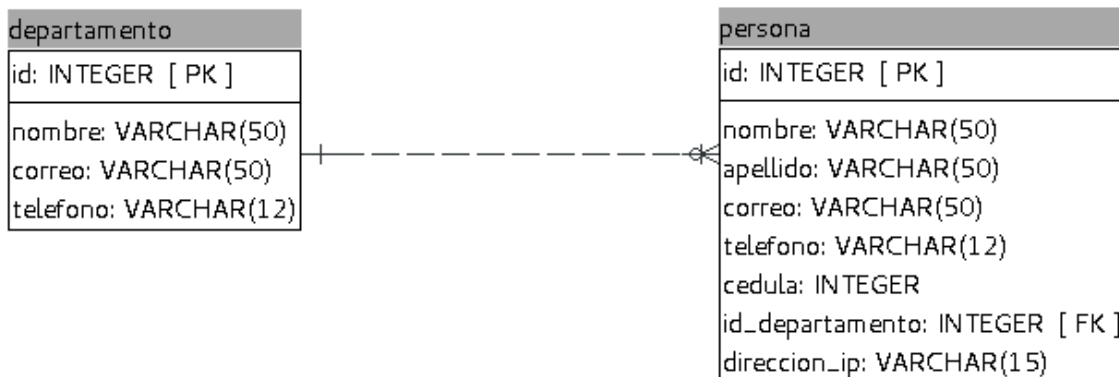 departamento
id: INTEGER [ PK ]
nombre: VARCHAR(50)
correo: VARCHAR(50)
telefono: VARCHAR(12)
persona
id: INTEGER [ PK ]
nombre: VARCHAR(50)
apellido: VARCHAR(50)
correo: VARCHAR(50)
telefono: VARCHAR(12)
cedula: INTEGER
id_departamento: INTEGER [ FK ]
direccion_ip: VARCHAR(15)